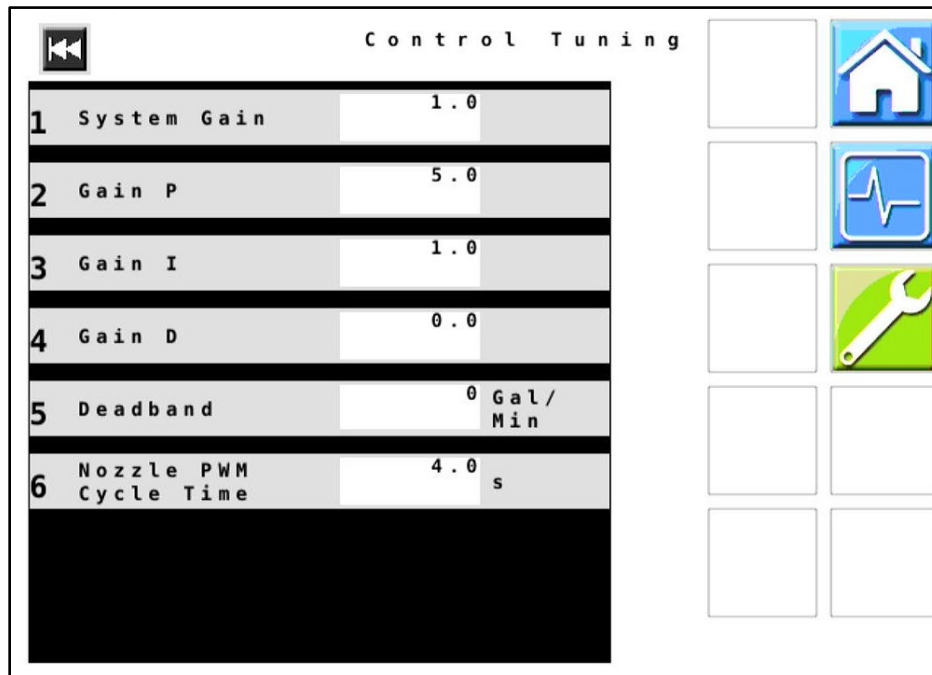 Control Tuning
1 System Gain 1.0
2 Gain P 5.0
3 Gain I 1.0
4 Gain D 0.0
5 Deadband 0 Gal/
Min
6 Nozzle PWM
Cycle Time 4.0 s